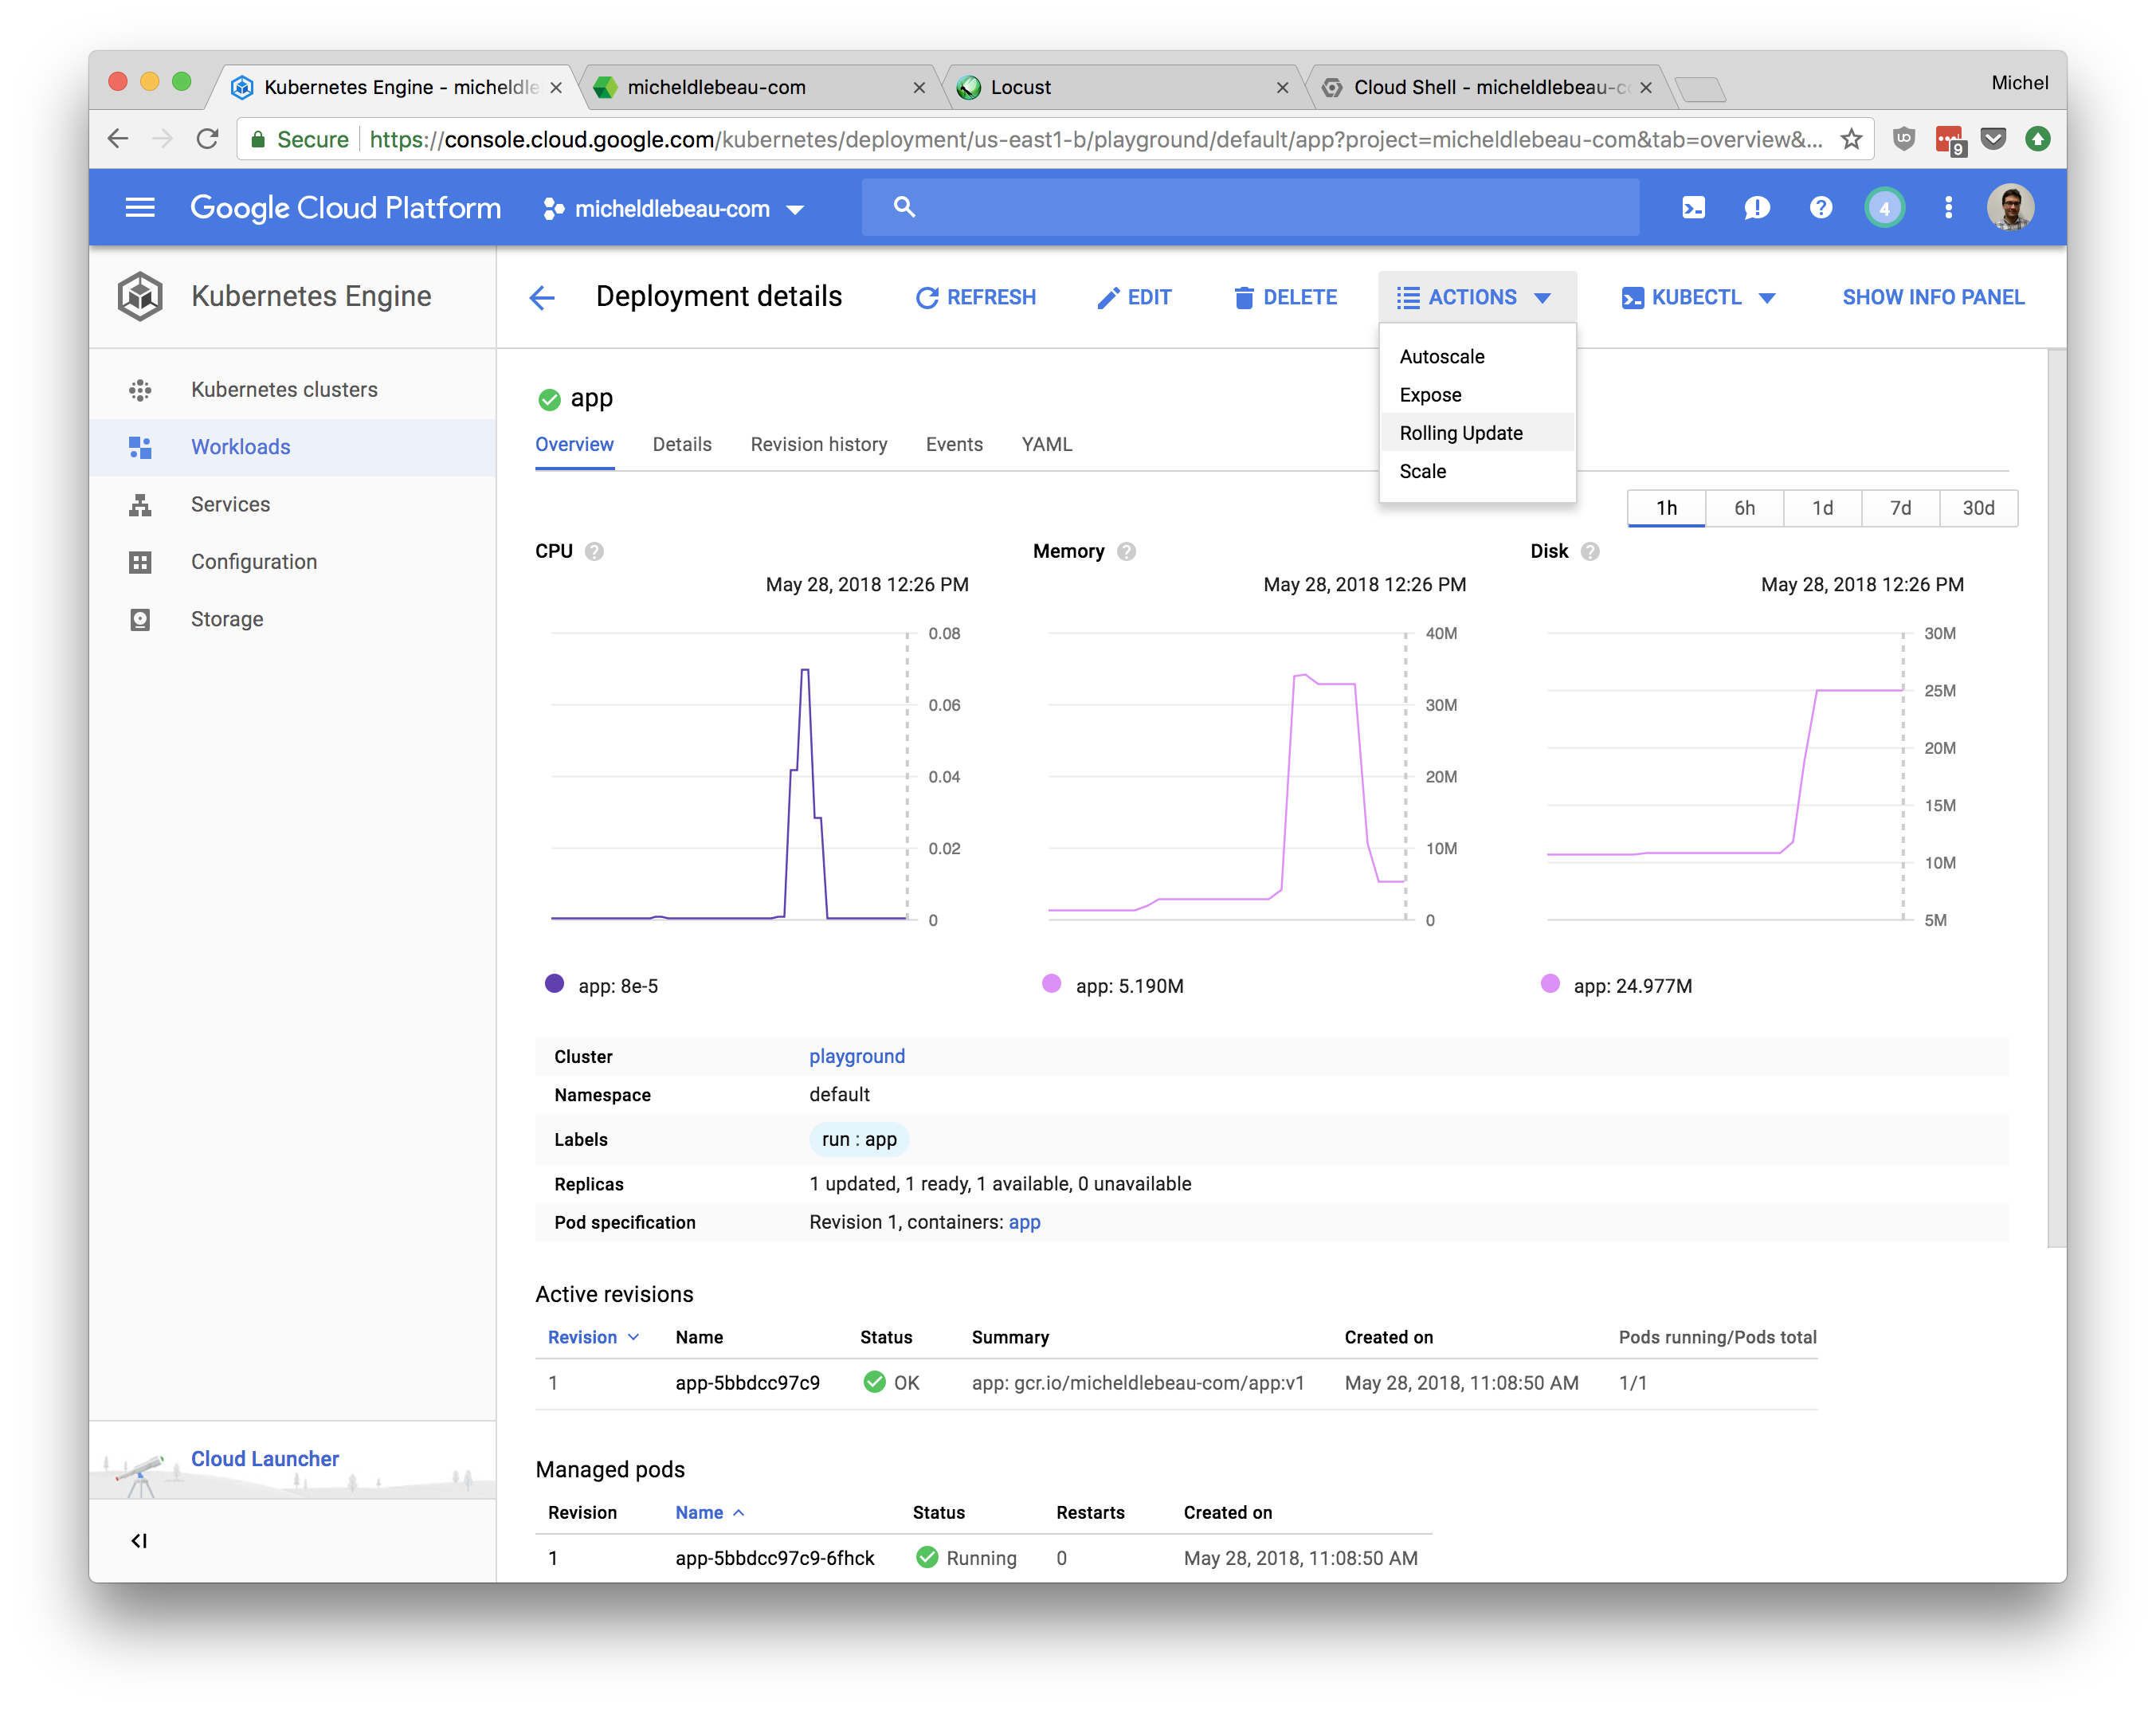 Kubernetes Engine - micheldle
micheldlebeau-com
Locust
Cloud Shell - micheldlebeau-c
Michel
Secure
https://console.cloud.google.com/kubernetes/deployment/us-east1-b/playground/default/app?project=micheldlebeau-com&tab=overview&...
9
Google Cloud Platform
micheldlebeau-com
4
Kubernetes Engine
Deployment details
REFRESH
EDIT
DELETE
ACTIONS
KUBECTL
SHOW INFO PANEL
Autoscale
Expose
Rolling Update
Scale
Kubernetes clusters
Workloads
Services
Configuration
Storage
app
Overview
Details
Revision history
Events
YAML
1h
6h
1d
7d
30d
CPU
May 28, 2018 12:26 PM
0.08
0.06
0.04
0.02
0
app: 8e-5
Memory
May 28, 2018 12:26 PM
40M
30M
20M
10M
0
app: 5.190M
Disk
May 28, 2018 12:26 PM
30M
25M
20M
15M
10M
5M
app: 24.977M
Cluster playground
Namespace default
Labels run : app
Replicas 1 updated, 1 ready, 1 available, 0 unavailable
Pod specification Revision 1, containers: app
Active revisions
Revision Name Status Summary Created on Pods running/Pods total
1 app-5bbdcc97c9 OK app: gcr.io/micheldlebeau-com/app:v1 May 28, 2018, 11:08:50 AM 1/1
Managed pods
Revision Name Status Restarts Created on
1 app-5bbdcc97c9-6fhck Running 0 May 28, 2018, 11:08:50 AM
Cloud Launcher